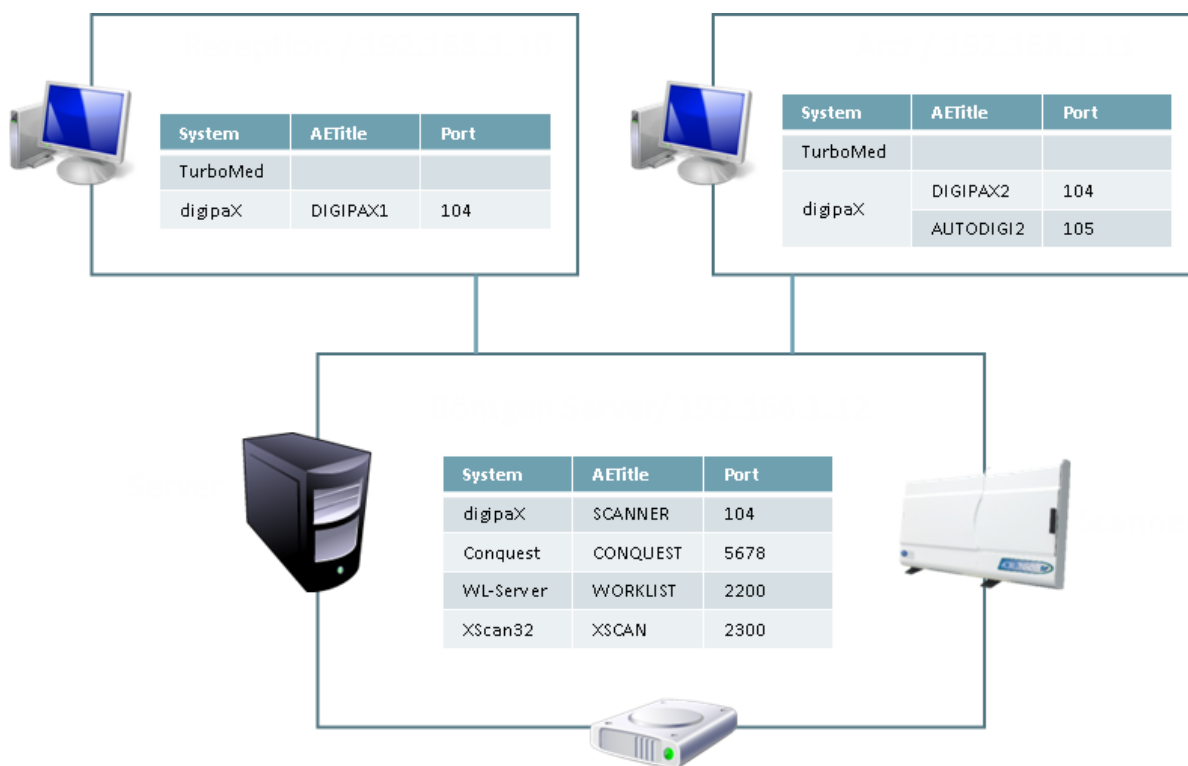 System AETitle Port
TurboMed
digipaX DIGIPAX1 104
System AETitle Port
TurboMed
digipaX DIGIPAX2 104
AUTODIGI2 105
System AETitle Port
digipaX SCANNER 104
Conquest CONQUEST 5678
WL-Server WORKLIST 2200
XScan32 XSCAN 2300